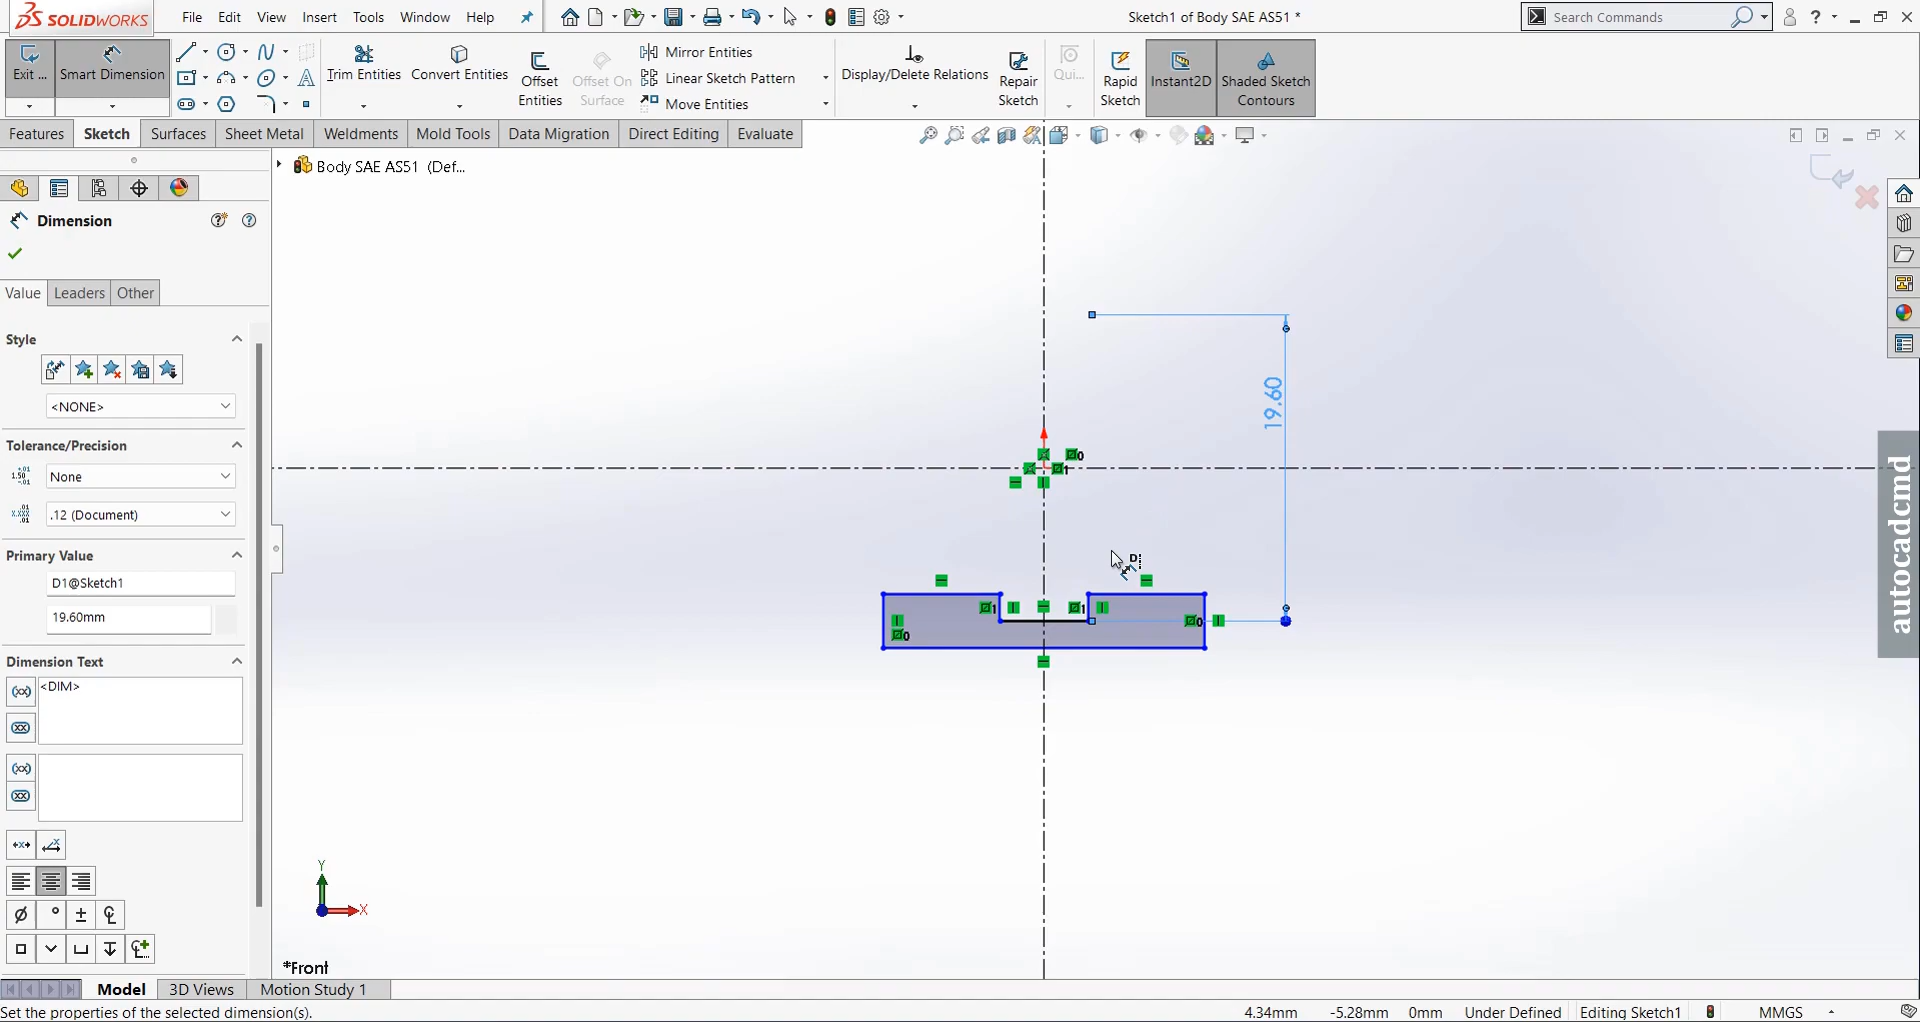 SOLIDWORKS File Edit View Insert Tools Window Help Sketch1 of Body SAE AS51 * Search Commands ?
Exit ... Smart Dimension Trim Entities Convert Entities Offset Entities Offset On Surface Mirror Entities Linear Sketch Pattern Move Entities Display/Delete Relations Repair Sketch Qui... Rapid Sketch Instant2D Shaded Sketch Contours
Features Sketch Surfaces Sheet Metal Weldments Mold Tools Data Migration Direct Editing Evaluate
Body SAE AS51 (Def...
Dimension
Value Leaders Other
Style
<NONE>
Tolerance/Precision
None
.12 (Document)
Primary Value
D1@Sketch1
19.60mm
Dimension Text
<DIM>
19.60
autocadcmd
Y
X
*Front
Model 3D Views Motion Study 1
Set the properties of the selected dimension(s). 4.34mm -5.28mm 0mm Under Defined Editing Sketch1 MMGS